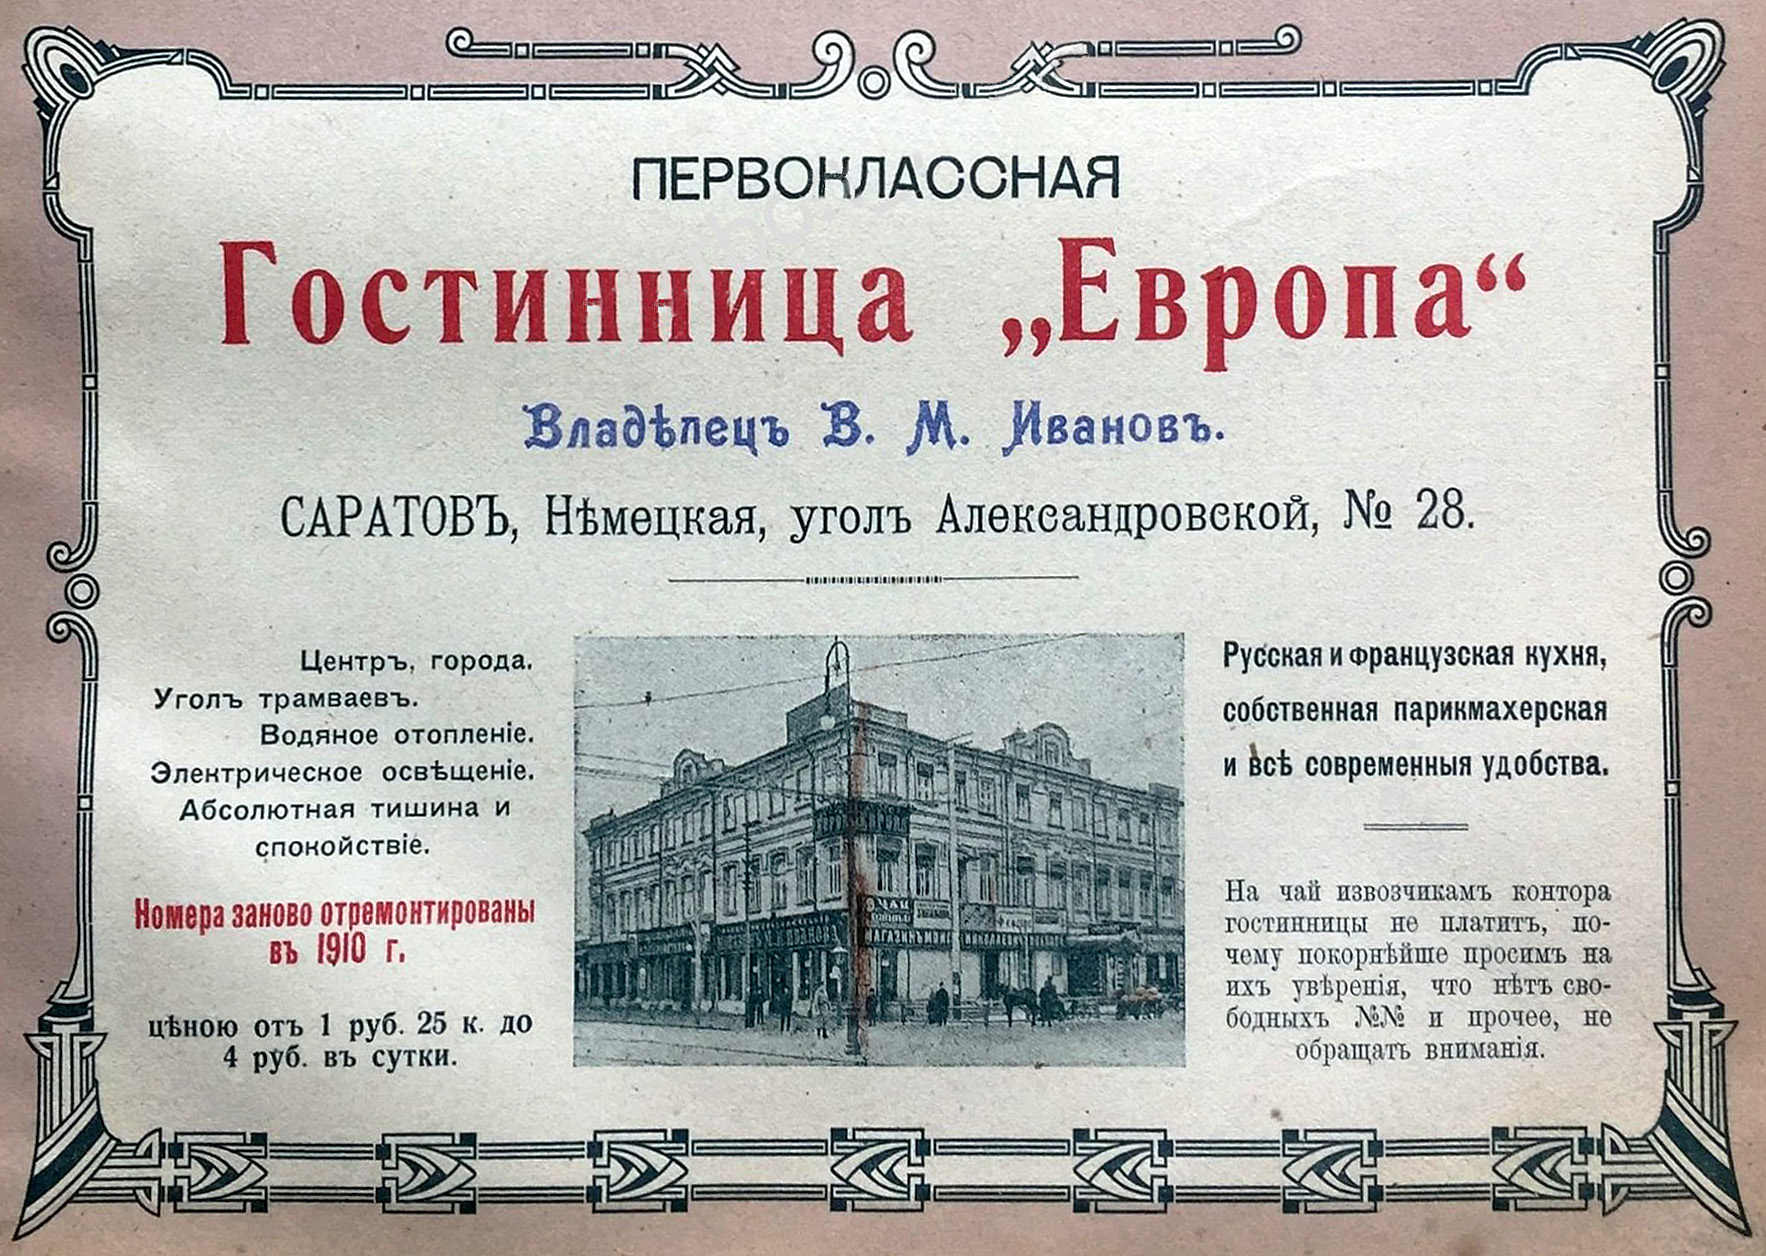 ПЕРВОКЛАССНАЯ
Гостинница „Европа“
Владѣлецъ В. М. Ивановъ.
САРАТОВЪ, Нѣмецкая, уголъ Александровской, № 28.
Центръ, города.
Уголъ трамваевъ.
Водяное отопленіе.
Электрическое освѣщеніе.
Абсолютная тишина и
спокойствіе.
Номера заново отремонтированы
въ 1910 г.
цѣною отъ 1 руб. 25 к. до
4 руб. въ сутки.
Русская и французская кухня,
собственная парикмахерская
и всѣ современныя удобства.
На чай извозчикамъ контора
гостинницы не платитъ, по-
чему покорнѣйше просимъ на
ихъ увѣренія, что нѣтъ сво-
бодныхъ №№ и прочее, не
обращать вниманія.